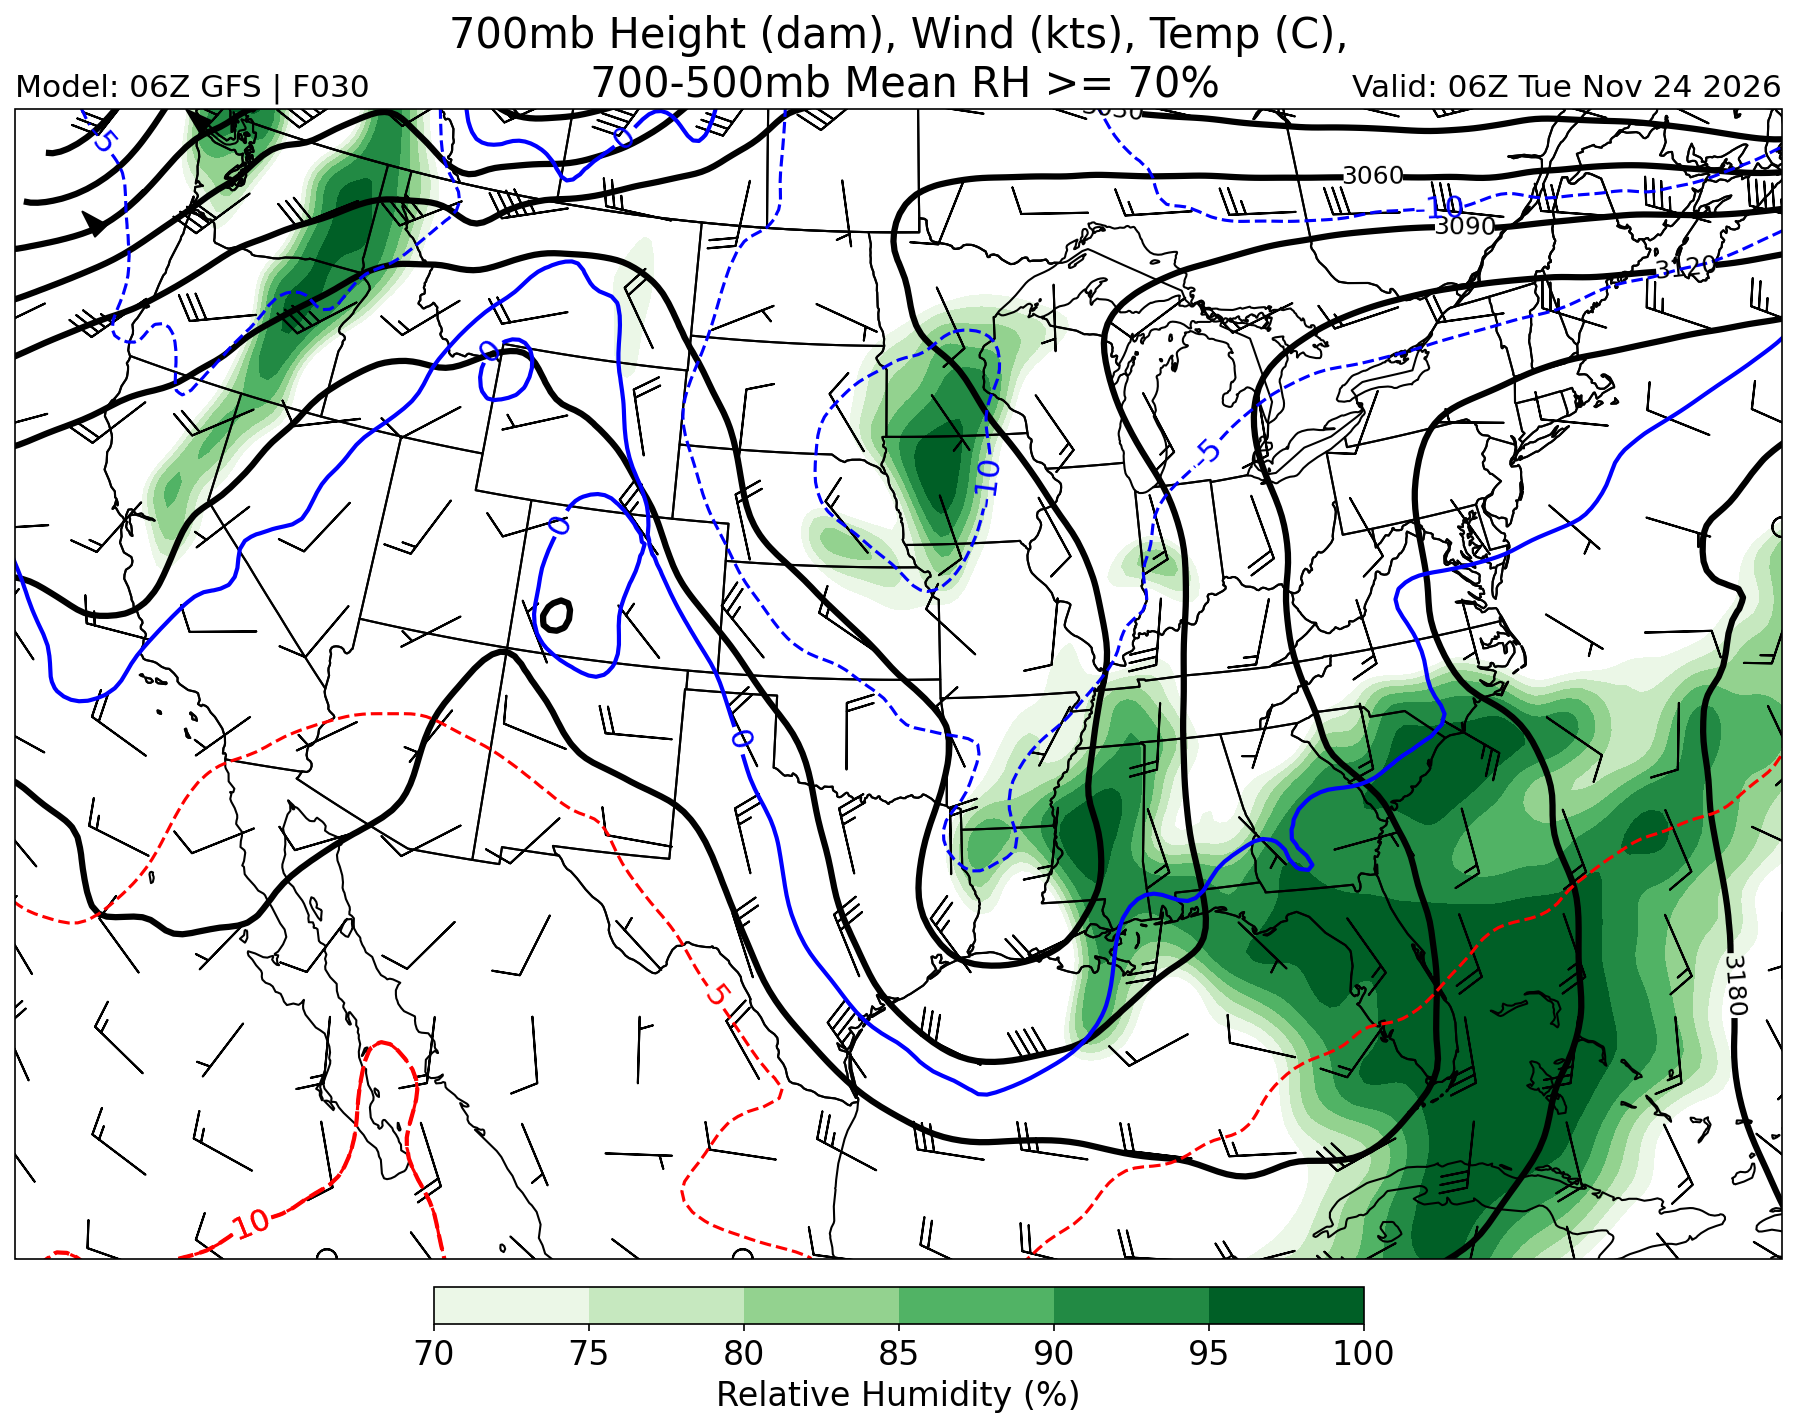 700mb Height (dam), Wind (kts), Temp (C),
700-500mb Mean RH >= 70%
Model: 06Z GFS | F030
Valid: 06Z Tue Nov 24 2026
-5
0
3060
-10
3090
3120
0
-5
-10
0
0
5
3180
10
70 75 80 85 90 95 100
Relative Humidity (%)